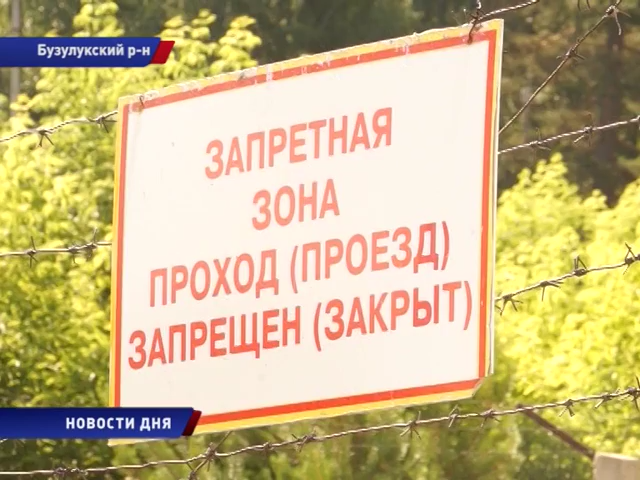 Бузулукский р-н
ЗАПРЕТНАЯ
ЗОНА
ПРОХОД (ПРОЕЗД)
ЗАПРЕЩЕН (ЗАКРЫТ)
НОВОСТИ ДНЯ